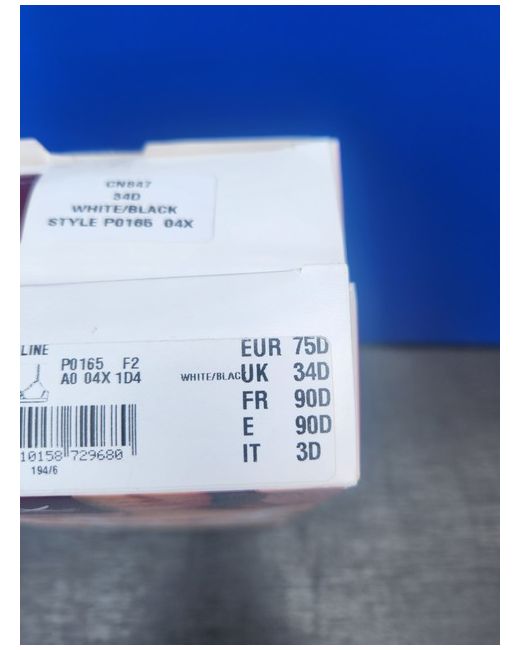 CN847
34D
WHITE/BLACK
STYLE P0165 04X
LINE
P0165 F2
A0 04X 1D4
WHITE/BLAC
EUR 75D
UK 34D
FR 90D
E 90D
IT 3D
10158 729680
194/6